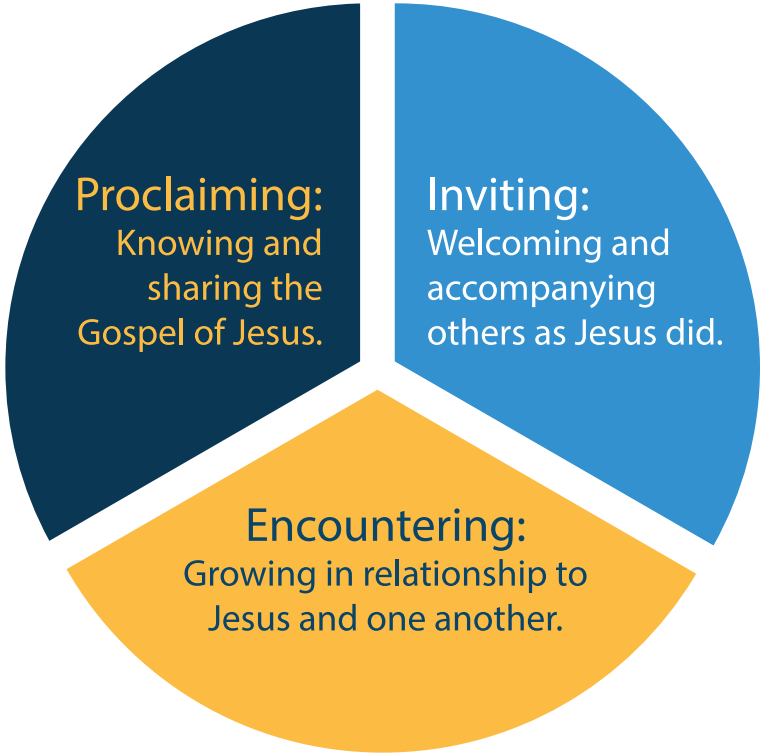 Proclaiming:
Knowing and
sharing the
Gospel of Jesus.
Inviting:
Welcoming and
accompanying
others as Jesus did.
Encountering:
Growing in relationship to
Jesus and one another.